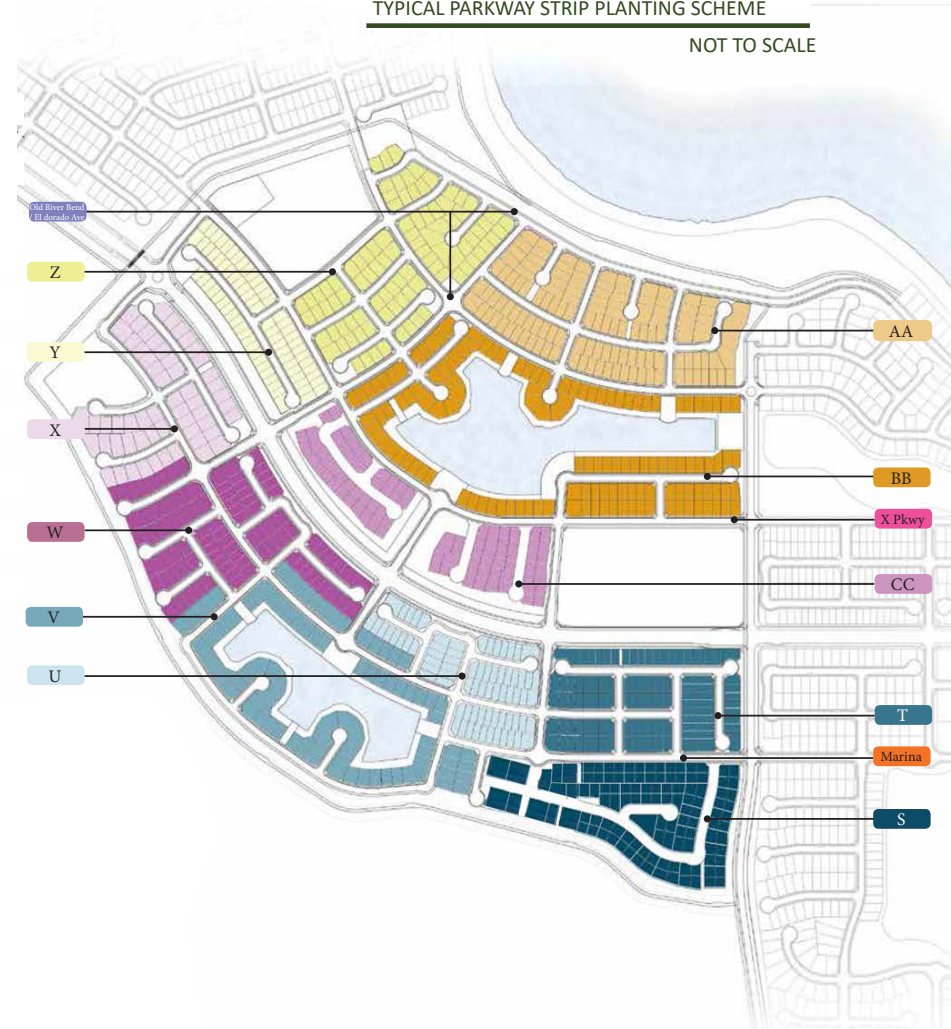 TYPICAL PARKWAY STRIP PLANTING SCHEME
NOT TO SCALE
Old River Bend
/ El dorado Ave
Z
AA
Y
X
BB
X Pkwy
W
CC
V
U
T
Marina
S